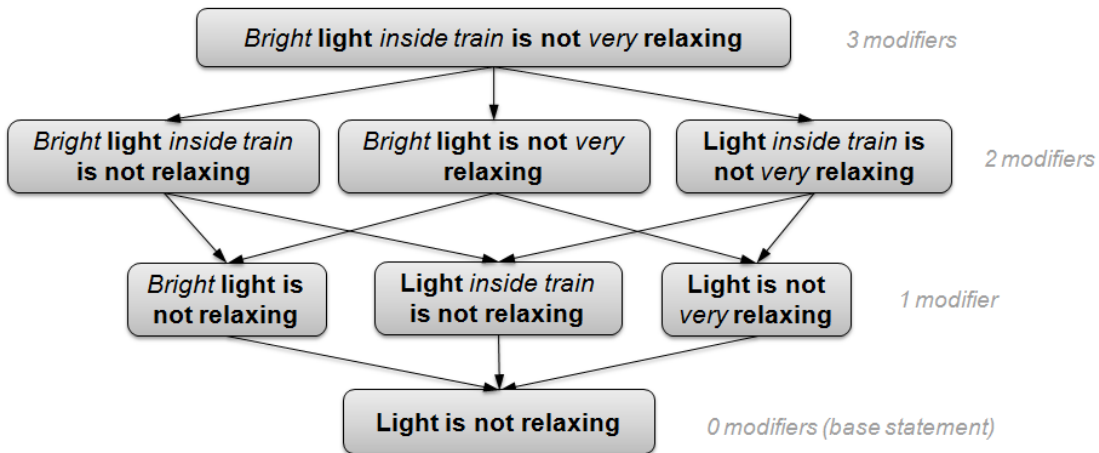 Bright light inside train is not very relaxing
3 modifiers
Bright light inside train
is not relaxing
Bright light is not very
relaxing
Light inside train is
not very relaxing
2 modifiers
Bright light is
not relaxing
Light inside train
is not relaxing
Light is not
very relaxing
1 modifier
Light is not relaxing
0 modifiers (base statement)